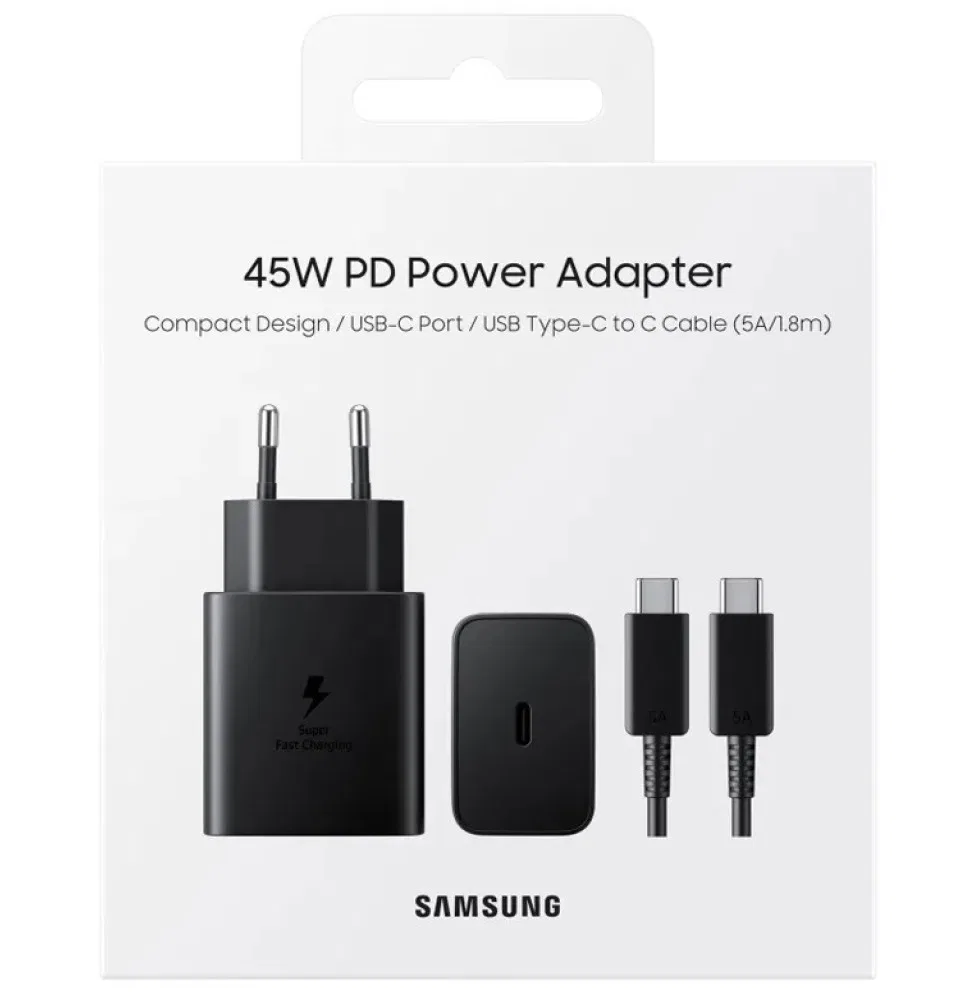 45W PD Power Adapter
Compact Design / USB-C Port / USB Type-C to C Cable (5A/1.8m)
Super
Fast Charging
5A
5A
SAMSUNG